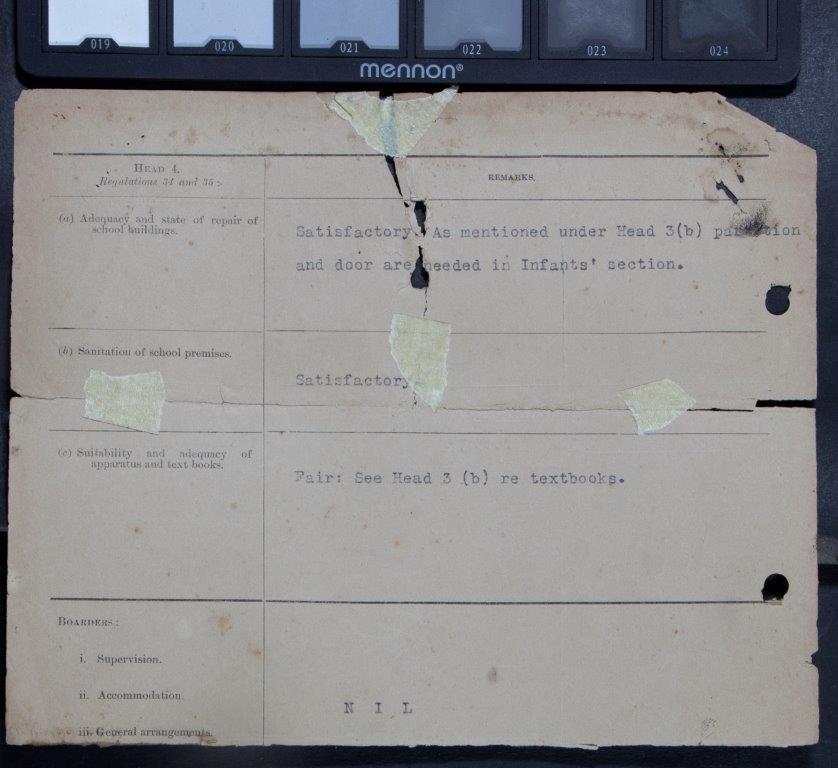 019 020 021 022 023 024
mennon®
HEAD 4.
Regulations 34 and 35:
REMARKS.
(a) Adequacy and state of repair of
school buildings.
Satisfactory. As mentioned under Head 3(b)
and door are needed in Infants' section.
(b) Sanitation of school premises.
Satisfactory
(c) Suitability and adequacy of
apparatus and text books.
Fair: See Head 3 (b) re textbooks.
BOARDERS:
i. Supervision.
ii. Accommodation.
N I L
iii. General arrangements.